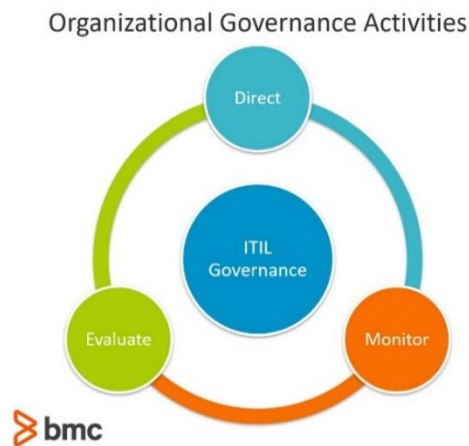 Organizational Governance Activities
Direct
ITIL
Governance
Evaluate
Monitor
bmc